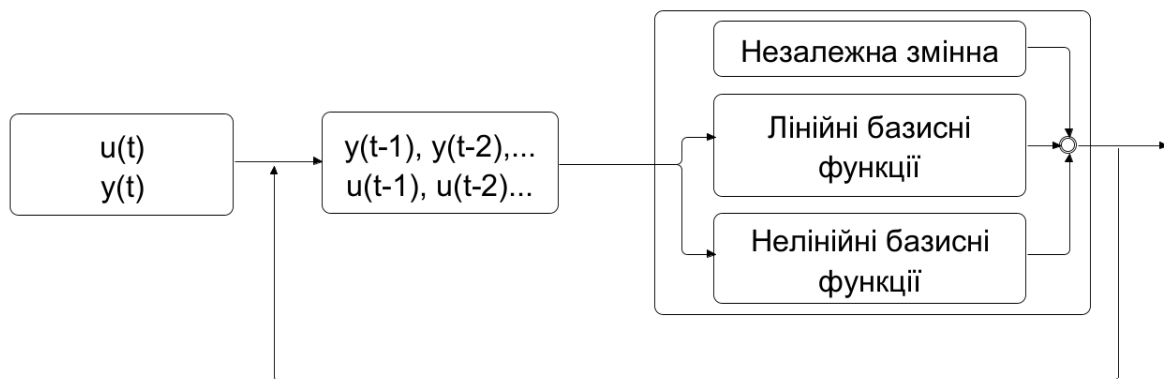 u(t)
y(t)
y(t-1), y(t-2),...
u(t-1), u(t-2)...
Незалежна змінна
Лінійні базисні
функції
Нелінійні базисні
функції